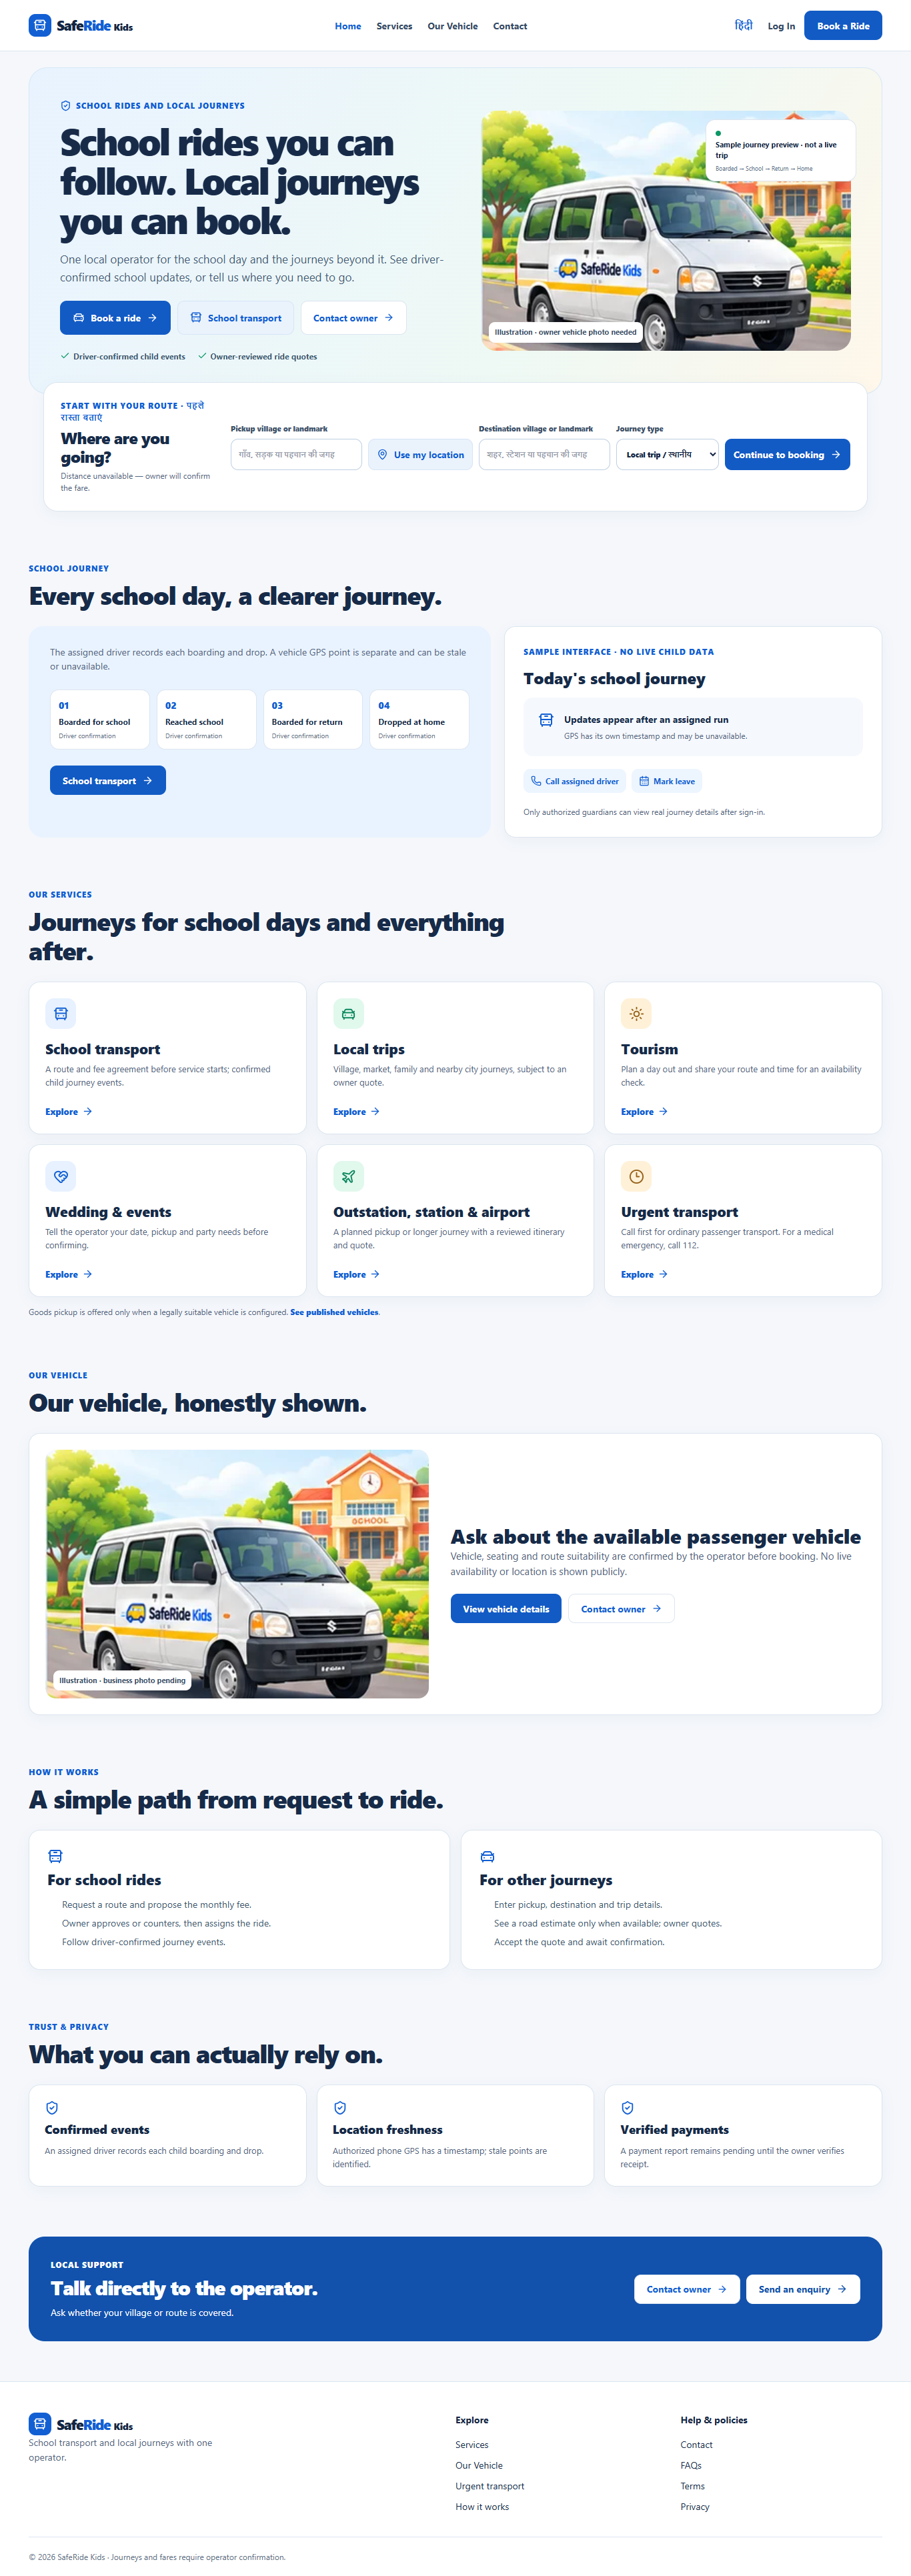 SafeRide Kids
Home Services Our Vehicle Contact
हिंदी Log In Book a Ride
SCHOOL RIDES AND LOCAL JOURNEYS
School rides you can
follow. Local journeys
you can book.
One local operator for the school day and the journeys beyond it. See driver-
confirmed school updates, or tell us where you need to go.
Book a ride
School transport
Contact owner
Driver-confirmed child events
Owner-reviewed ride quotes
Sample journey preview · not a live
trip
Boarded → School → Return → Home
SafeRide Kids
Illustration · owner vehicle photo needed
START WITH YOUR ROUTE · पहले
रास्ता बताएं
Where are you
going?
Distance unavailable — owner will confirm
the fare.
Pickup village or landmark
गाँव, सड़क या पहचान की जगह
Use my location
Destination village or landmark
शहर, स्टेशन या पहचान की जगह
Journey type
Local trip / स्थानीय
Continue to booking
SCHOOL JOURNEY
Every school day, a clearer journey.
The assigned driver records each boarding and drop. A vehicle GPS point is separate and can be stale
or unavailable.
01
Boarded for school
Driver confirmation
02
Reached school
Driver confirmation
03
Boarded for return
Driver confirmation
04
Dropped at home
Driver confirmation
School transport
SAMPLE INTERFACE · NO LIVE CHILD DATA
Today's school journey
Updates appear after an assigned run
GPS has its own timestamp and may be unavailable.
Call assigned driver
Mark leave
Only authorized guardians can view real journey details after sign-in.
OUR SERVICES
Journeys for school days and everything
after.
School transport
A route and fee agreement before service starts; confirmed
child journey events.
Explore
Local trips
Village, market, family and nearby city journeys, subject to an
owner quote.
Explore
Tourism
Plan a day out and share your route and time for an availability
check.
Explore
Wedding & events
Tell the operator your date, pickup and party needs before
confirming.
Explore
Outstation, station & airport
A planned pickup or longer journey with a reviewed itinerary
and quote.
Explore
Urgent transport
Call first for ordinary passenger transport. For a medical
emergency, call 112.
Explore
Goods pickup is offered only when a legally suitable vehicle is configured. See published vehicles.
OUR VEHICLE
Our vehicle, honestly shown.
SCHOOL
SafeRide Kids
Illustration · business photo pending
Ask about the available passenger vehicle
Vehicle, seating and route suitability are confirmed by the operator before booking. No live
availability or location is shown publicly.
View vehicle details
Contact owner
HOW IT WORKS
A simple path from request to ride.
For school rides
Request a route and propose the monthly fee.
Owner approves or counters, then assigns the ride.
Follow driver-confirmed journey events.
For other journeys
Enter pickup, destination and trip details.
See a road estimate only when available; owner quotes.
Accept the quote and await confirmation.
TRUST & PRIVACY
What you can actually rely on.
Confirmed events
An assigned driver records each child boarding and drop.
Location freshness
Authorized phone GPS has a timestamp; stale points are
identified.
Verified payments
A payment report remains pending until the owner verifies
receipt.
LOCAL SUPPORT
Talk directly to the operator.
Ask whether your village or route is covered.
Contact owner
Send an enquiry
SafeRide Kids
School transport and local journeys with one
operator.
Explore
Services
Our Vehicle
Urgent transport
How it works
Help & policies
Contact
FAQs
Terms
Privacy
© 2026 SafeRide Kids · Journeys and fares require operator confirmation.